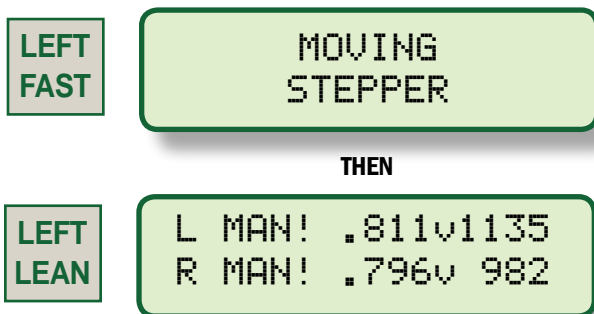 LEFT
FAST
MOVING
STEPPER
THEN
LEFT
LEAN
L MAN! .811v1135
R MAN! .796v 982